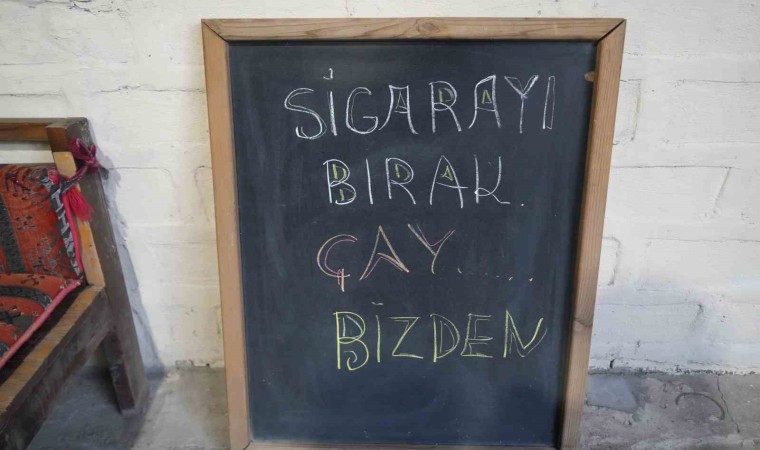 SİGARAYI
BIRAK.
ÇAY......
BİZDEN